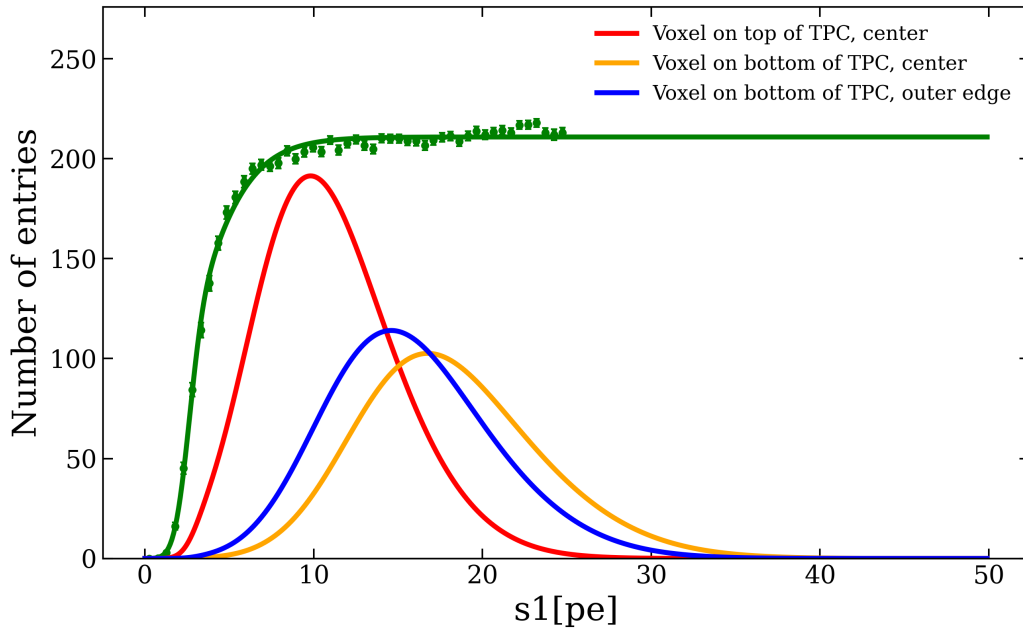 Voxel on top of TPC, center
Voxel on bottom of TPC, center
Voxel on bottom of TPC, outer edge
Number of entries
250
200
150
100
50
0
0 10 20 30 40 50
s1[pe]